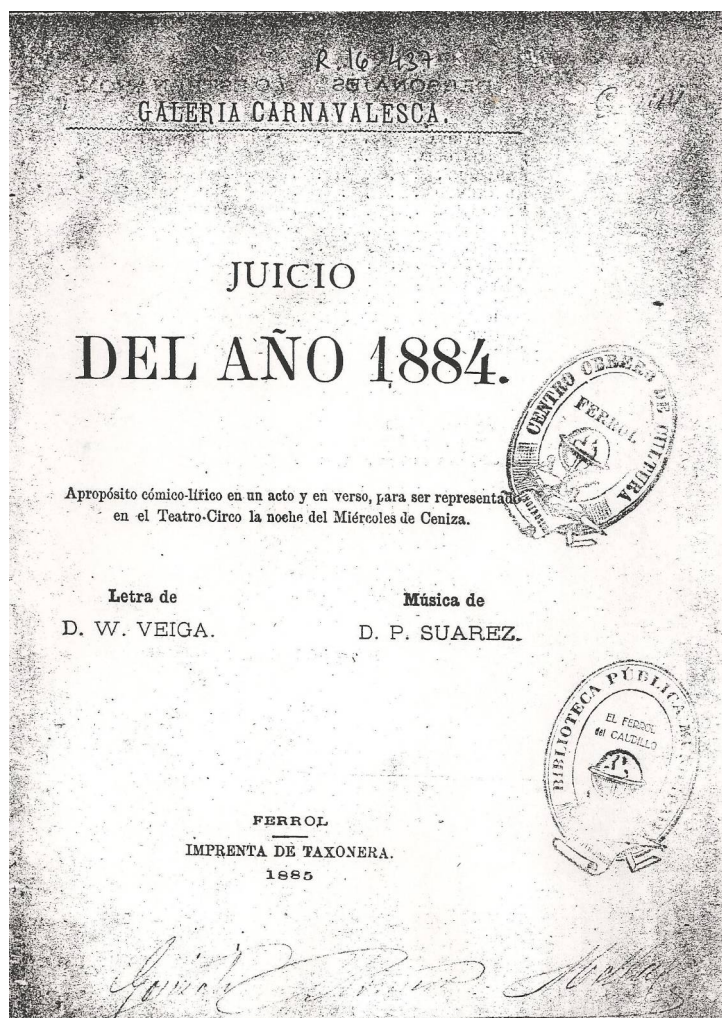 R. 16.437
GALERIA CARNAVALESCA.
JUICIO
DEL AÑO 1884.
CENTRO OBRERO DE CULTURA
FERROL
Apropósito cómico-lírico en un acto y en verso, para ser representado
en el Teatro-Circo la noche del Miércoles de Ceniza.
Letra de
D. W. VEIGA.
Música de
D. P. SUAREZ.
BIBLIOTECA PÚBLICA MUNICIPAL
EL FERROL
del CAUDILLO
FERROL
IMPRENTA DE TAXONERA.
1885